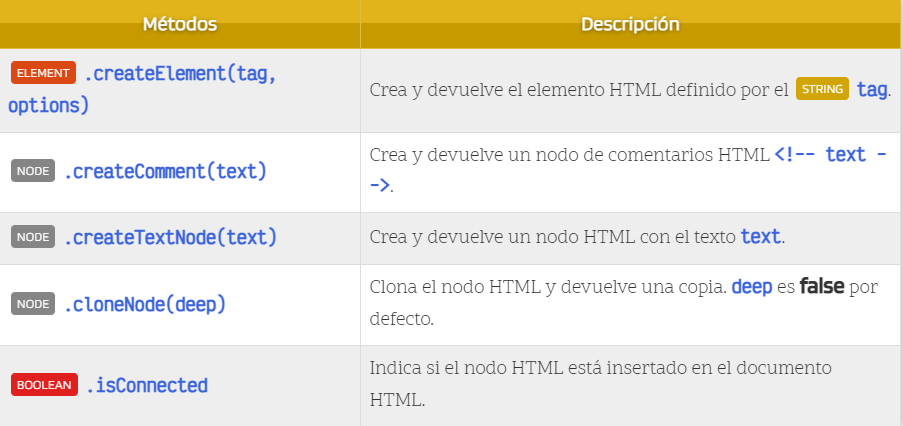 Métodos Descripción
ELEMENT .createElement(tag, options) Crea y devuelve el elemento HTML definido por el STRING tag.
NODE .createComment(text) Crea y devuelve un nodo de comentarios HTML <!-- text -->.
NODE .createTextNode(text) Crea y devuelve un nodo HTML con el texto text.
NODE .cloneNode(deep) Clona el nodo HTML y devuelve una copia. deep es false por defecto.
BOOLEAN .isConnected Indica si el nodo HTML está insertado en el documento HTML.